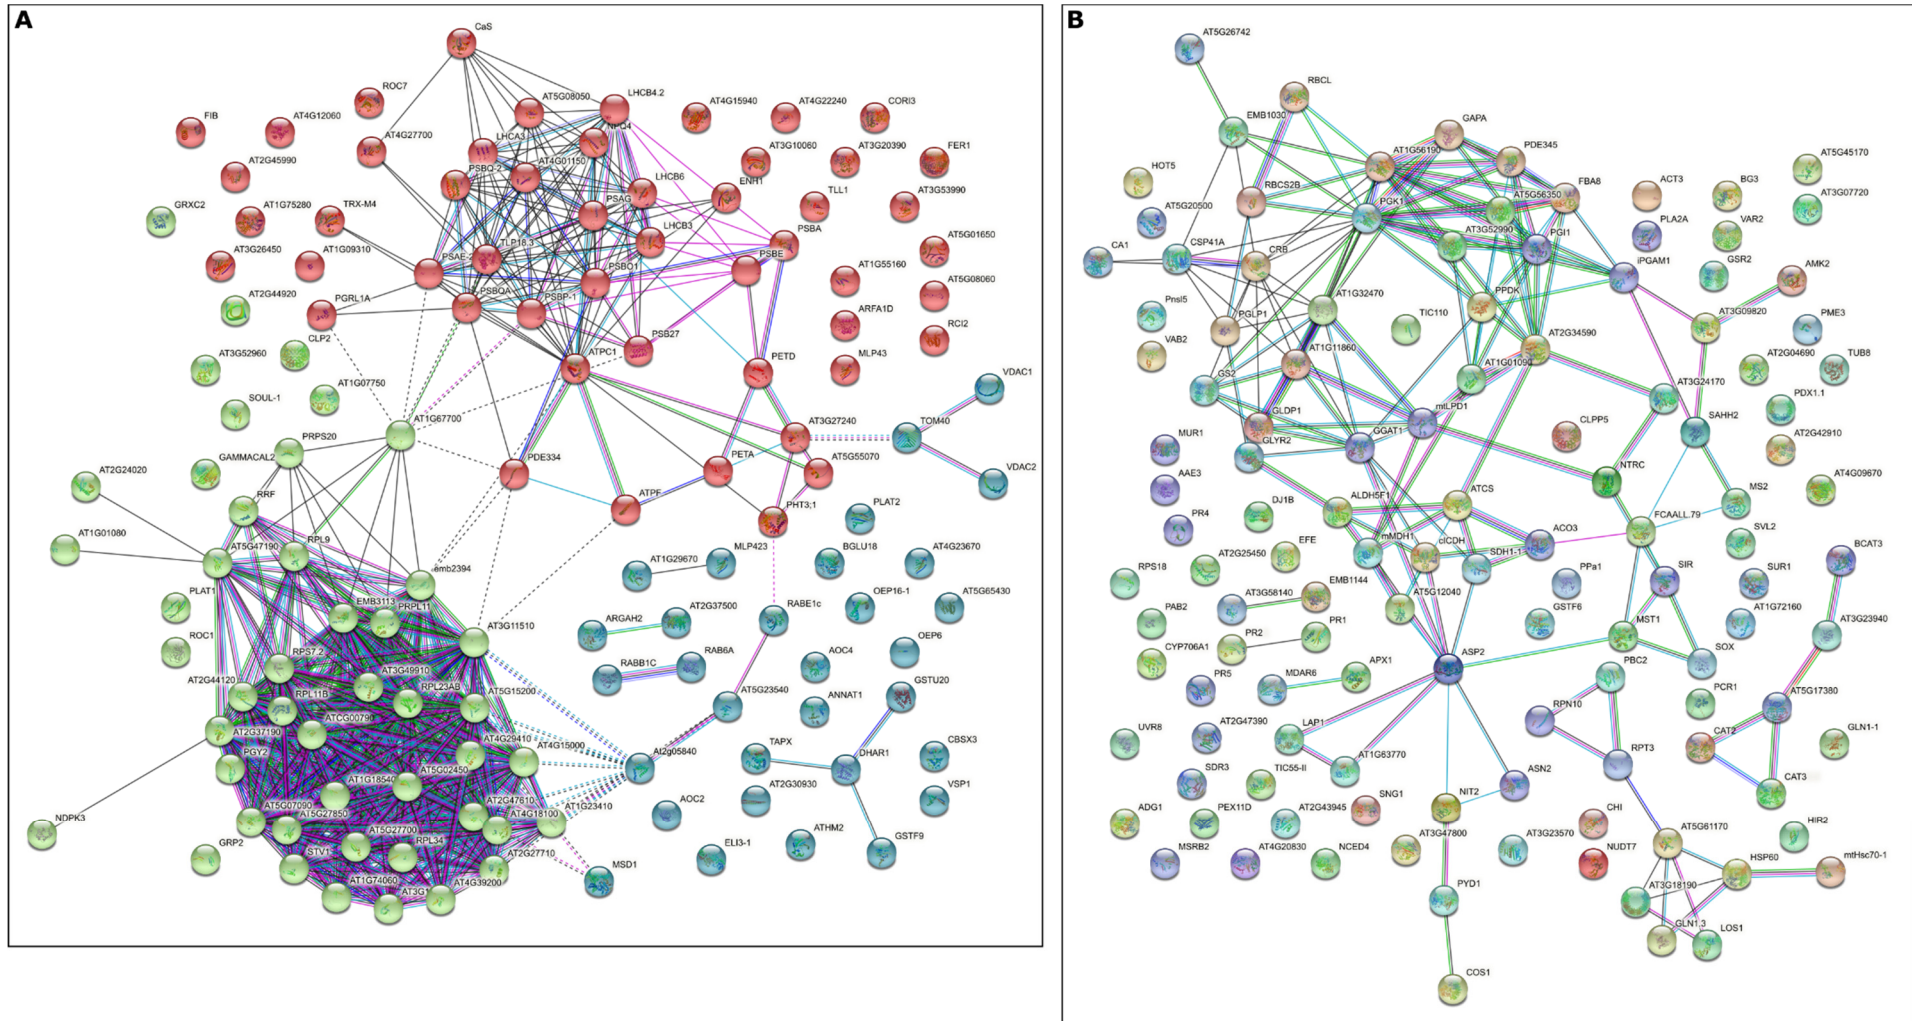 A
CaS
ROC7
AT5G08050
LHCB4.2
AT4G15940
AT4G22240
CORI3
FIB
AT4G12060
AT4G27700
LHCA3
NPQ4
AT3G10060
AT3G20390
FER1
AT2G45990
PSBQ-2
AT4G01150
LHCB6
ENH1
TLL1
AT3G53990
GRXC2
AT1G75280
TRX-M4
PSAG
PSBA
AT3G26450
AT1G09310
PSAE-2
TLP18.3
LHCB3
PSBE
AT5G01650
AT2G44920
PGRL1A
PSBQA
PSBP-1
PSBO1
AT1G55160
AT5G08060
ARFA1D
RCI2
AT3G52960
CLP2
ATPC1
PSB27
PETD
MLP43
VDAC1
SOUL-1
AT1G07750
AT1G67700
AT3G27240
TOM40
PRPS20
PDE334
PETA
AT5G55070
VDAC2
AT2G24020
GAMMACAL2
RRF
ATPF
PHT3;1
PLAT2
AT1G01080
AT5G47190
RPL9
emb2394
AT1G29670
MLP423
BGLU18
AT4G23670
PLAT1
EMB3113
PRPL11
AT3G11510
ARGAH2
AT2G37500
RABE1c
OEP16-1
AT5G65430
ROC1
RPS7.2
AT3G49910
RABB1C
RAB6A
AOC4
OEP6
AT2G44120
RPL11B
RPL23AB
AT5G15200
AT5G23540
ANNAT1
GSTU20
AT2G37190
ATCG00790
AT4G29410
AT4G15000
At2g05840
TAPX
DHAR1
CBSX3
PGY2
AT1G18540
AT5G02450
AT2G30930
VSP1
AT5G07090
AT5G27850
AT2G47610
AT4G18100
AT1G23410
AOC2
NDPK3
AT5G27700
RPL34
ATHM2
GSTF9
GRP2
STV1
AT2G27710
ELI3-1
MSD1
AT1G74060
AT3G1
AT4G39200
B
AT5G26742
RBCL
EMB1030
GAPA
AT1G56190
PDE345
AT5G45170
HOT5
RBCS2B
PGK1
AT5G56350
FBA8
ACT3
BG3
AT3G07720
AT5G20500
AT3G52990
PGI1
PLA2A
VAR2
CA1
CSP41A
CRB
iPGAM1
GSR2
AMK2
Pnsl5
PGLP1
AT1G32470
PPDK
TIC110
AT2G34590
AT3G09820
PME3
VAB2
AT1G11860
AT1G01090
AT2G04690
TUB8
GS2
AT3G24170
SAHH2
PDX1.1
GLDP1
mtLPD1
CLPP5
AT2G42910
MUR1
GLYR2
GGAT1
NTRC
MS2
AT4G09670
AAE3
DJ1B
ALDH5F1
ATCS
ACO3
FCAALL.79
SVL2
PR4
EFE
mMDH1
cICDH
SDH1-1
SIR
BCAT3
RPS18
AT2G25450
AT3G58140
EMB1144
PPa1
SUR1
PAB2
AT5G12040
GSTF6
MST1
AT1G72160
AT3G23940
CYP706A1
PR2
PR1
ASP2
SOX
PR5
MDAR6
APX1
PBC2
PCR1
AT5G17380
UVR8
AT2G47390
LAP1
AT1G63770
RPN10
RPT3
CAT2
GLN1-1
SDR3
TIC55-II
ASN2
CAT3
ADG1
PEX11D
AT2G43945
SNG1
NIT2
CHI
HIR2
MSRB2
AT4G20830
NCED4
AT3G47800
AT3G23570
NUDT7
AT5G61170
HSP60
mtHsc70-1
PYD1
AT3G18190
GLN1.3
LOS1
COS1